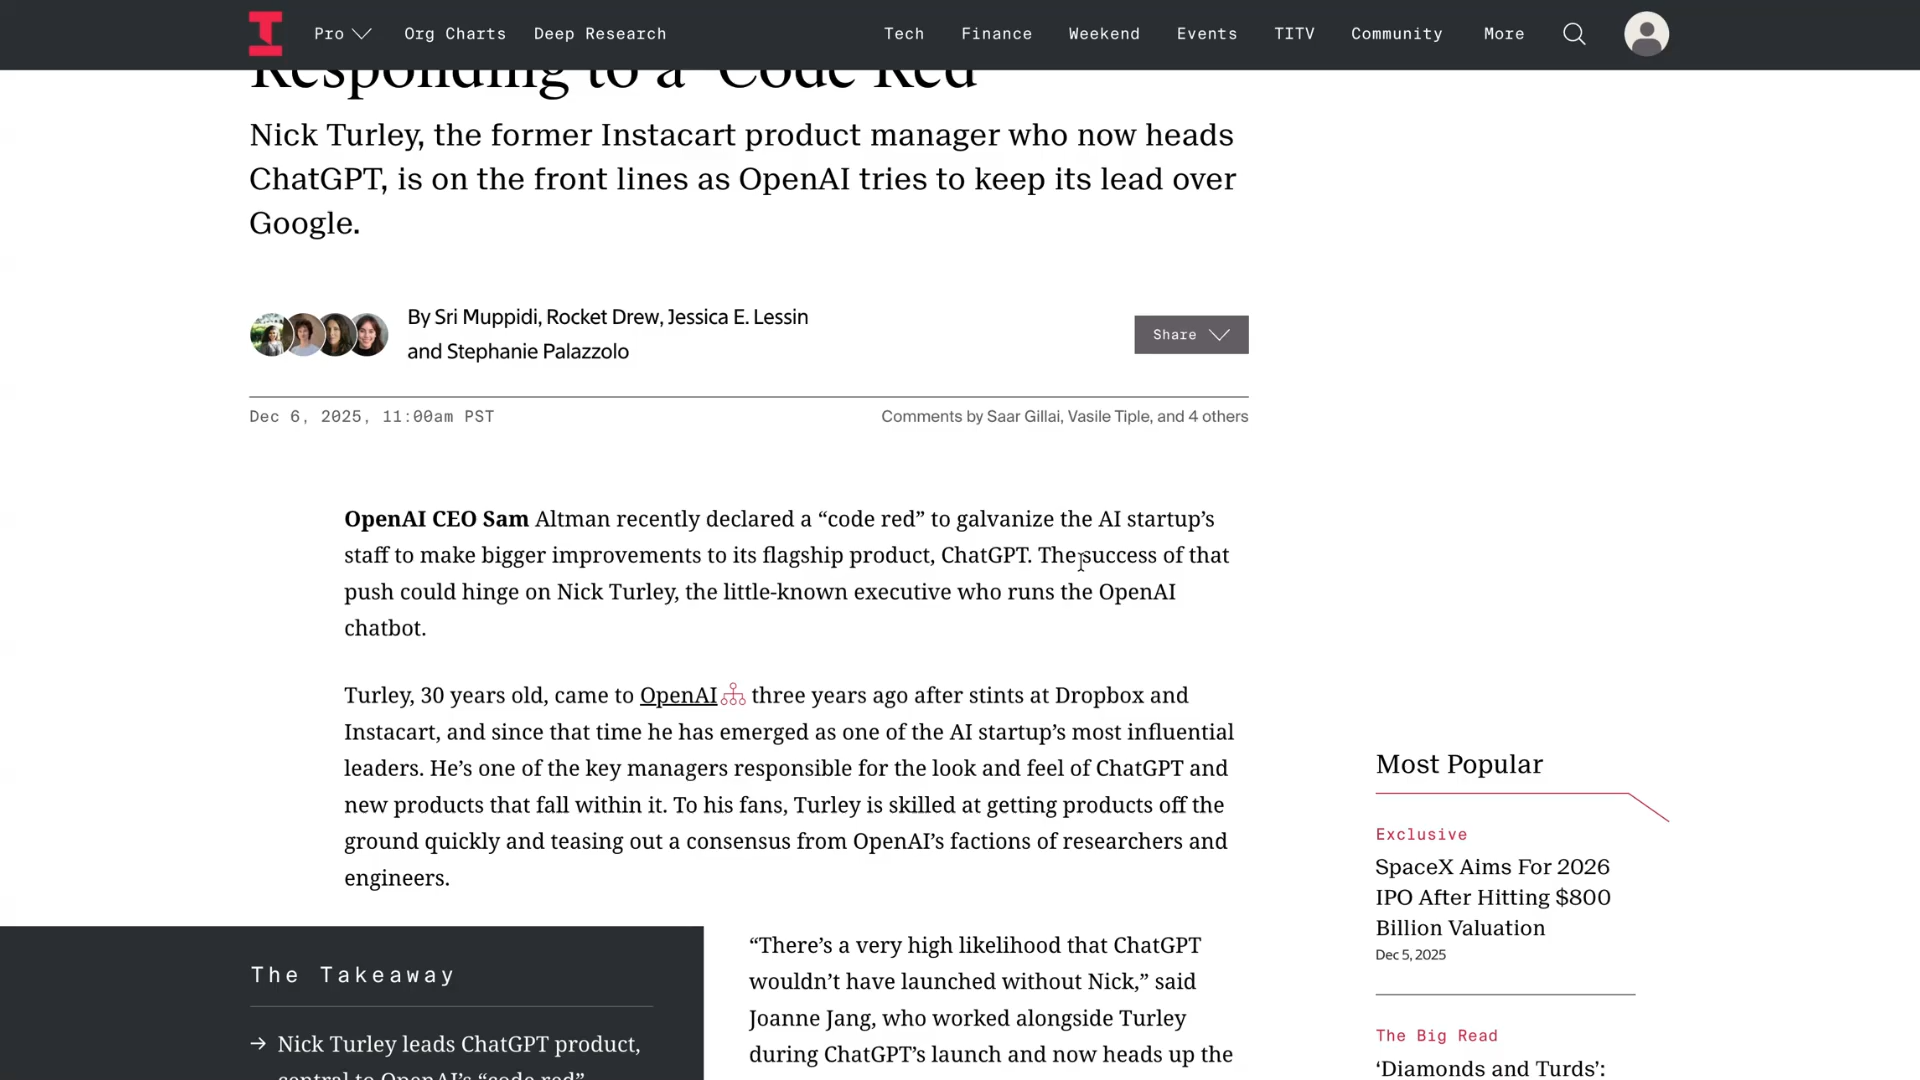 Pro
Org Charts
Deep Research
Tech
Finance
Weekend
Events
TITV
Community
More
Responding to a ‘Code Red’
Nick Turley, the former Instacart product manager who now heads
ChatGPT, is on the front lines as OpenAI tries to keep its lead over
Google.
By Sri Muppidi, Rocket Drew, Jessica E. Lessin
and Stephanie Palazzolo
Share
Dec 6, 2025, 11:00am PST
Comments by Saar Gillai, Vasile Tiple, and 4 others
OpenAI CEO Sam Altman recently declared a “code red” to galvanize the AI startup’s
staff to make bigger improvements to its flagship product, ChatGPT. The success of that
push could hinge on Nick Turley, the little-known executive who runs the OpenAI
chatbot.
Turley, 30 years old, came to OpenAI three years ago after stints at Dropbox and
Instacart, and since that time he has emerged as one of the AI startup’s most influential
leaders. He’s one of the key managers responsible for the look and feel of ChatGPT and
new products that fall within it. To his fans, Turley is skilled at getting products off the
ground quickly and teasing out a consensus from OpenAI’s factions of researchers and
engineers.
The Takeaway
→ Nick Turley leads ChatGPT product,
central to OpenAI’s “code red”
“There’s a very high likelihood that ChatGPT
wouldn’t have launched without Nick,” said
Joanne Jang, who worked alongside Turley
during ChatGPT’s launch and now heads up the
Most Popular
Exclusive
SpaceX Aims For 2026
IPO After Hitting $800
Billion Valuation
Dec 5, 2025
The Big Read
‘Diamonds and Turds’: